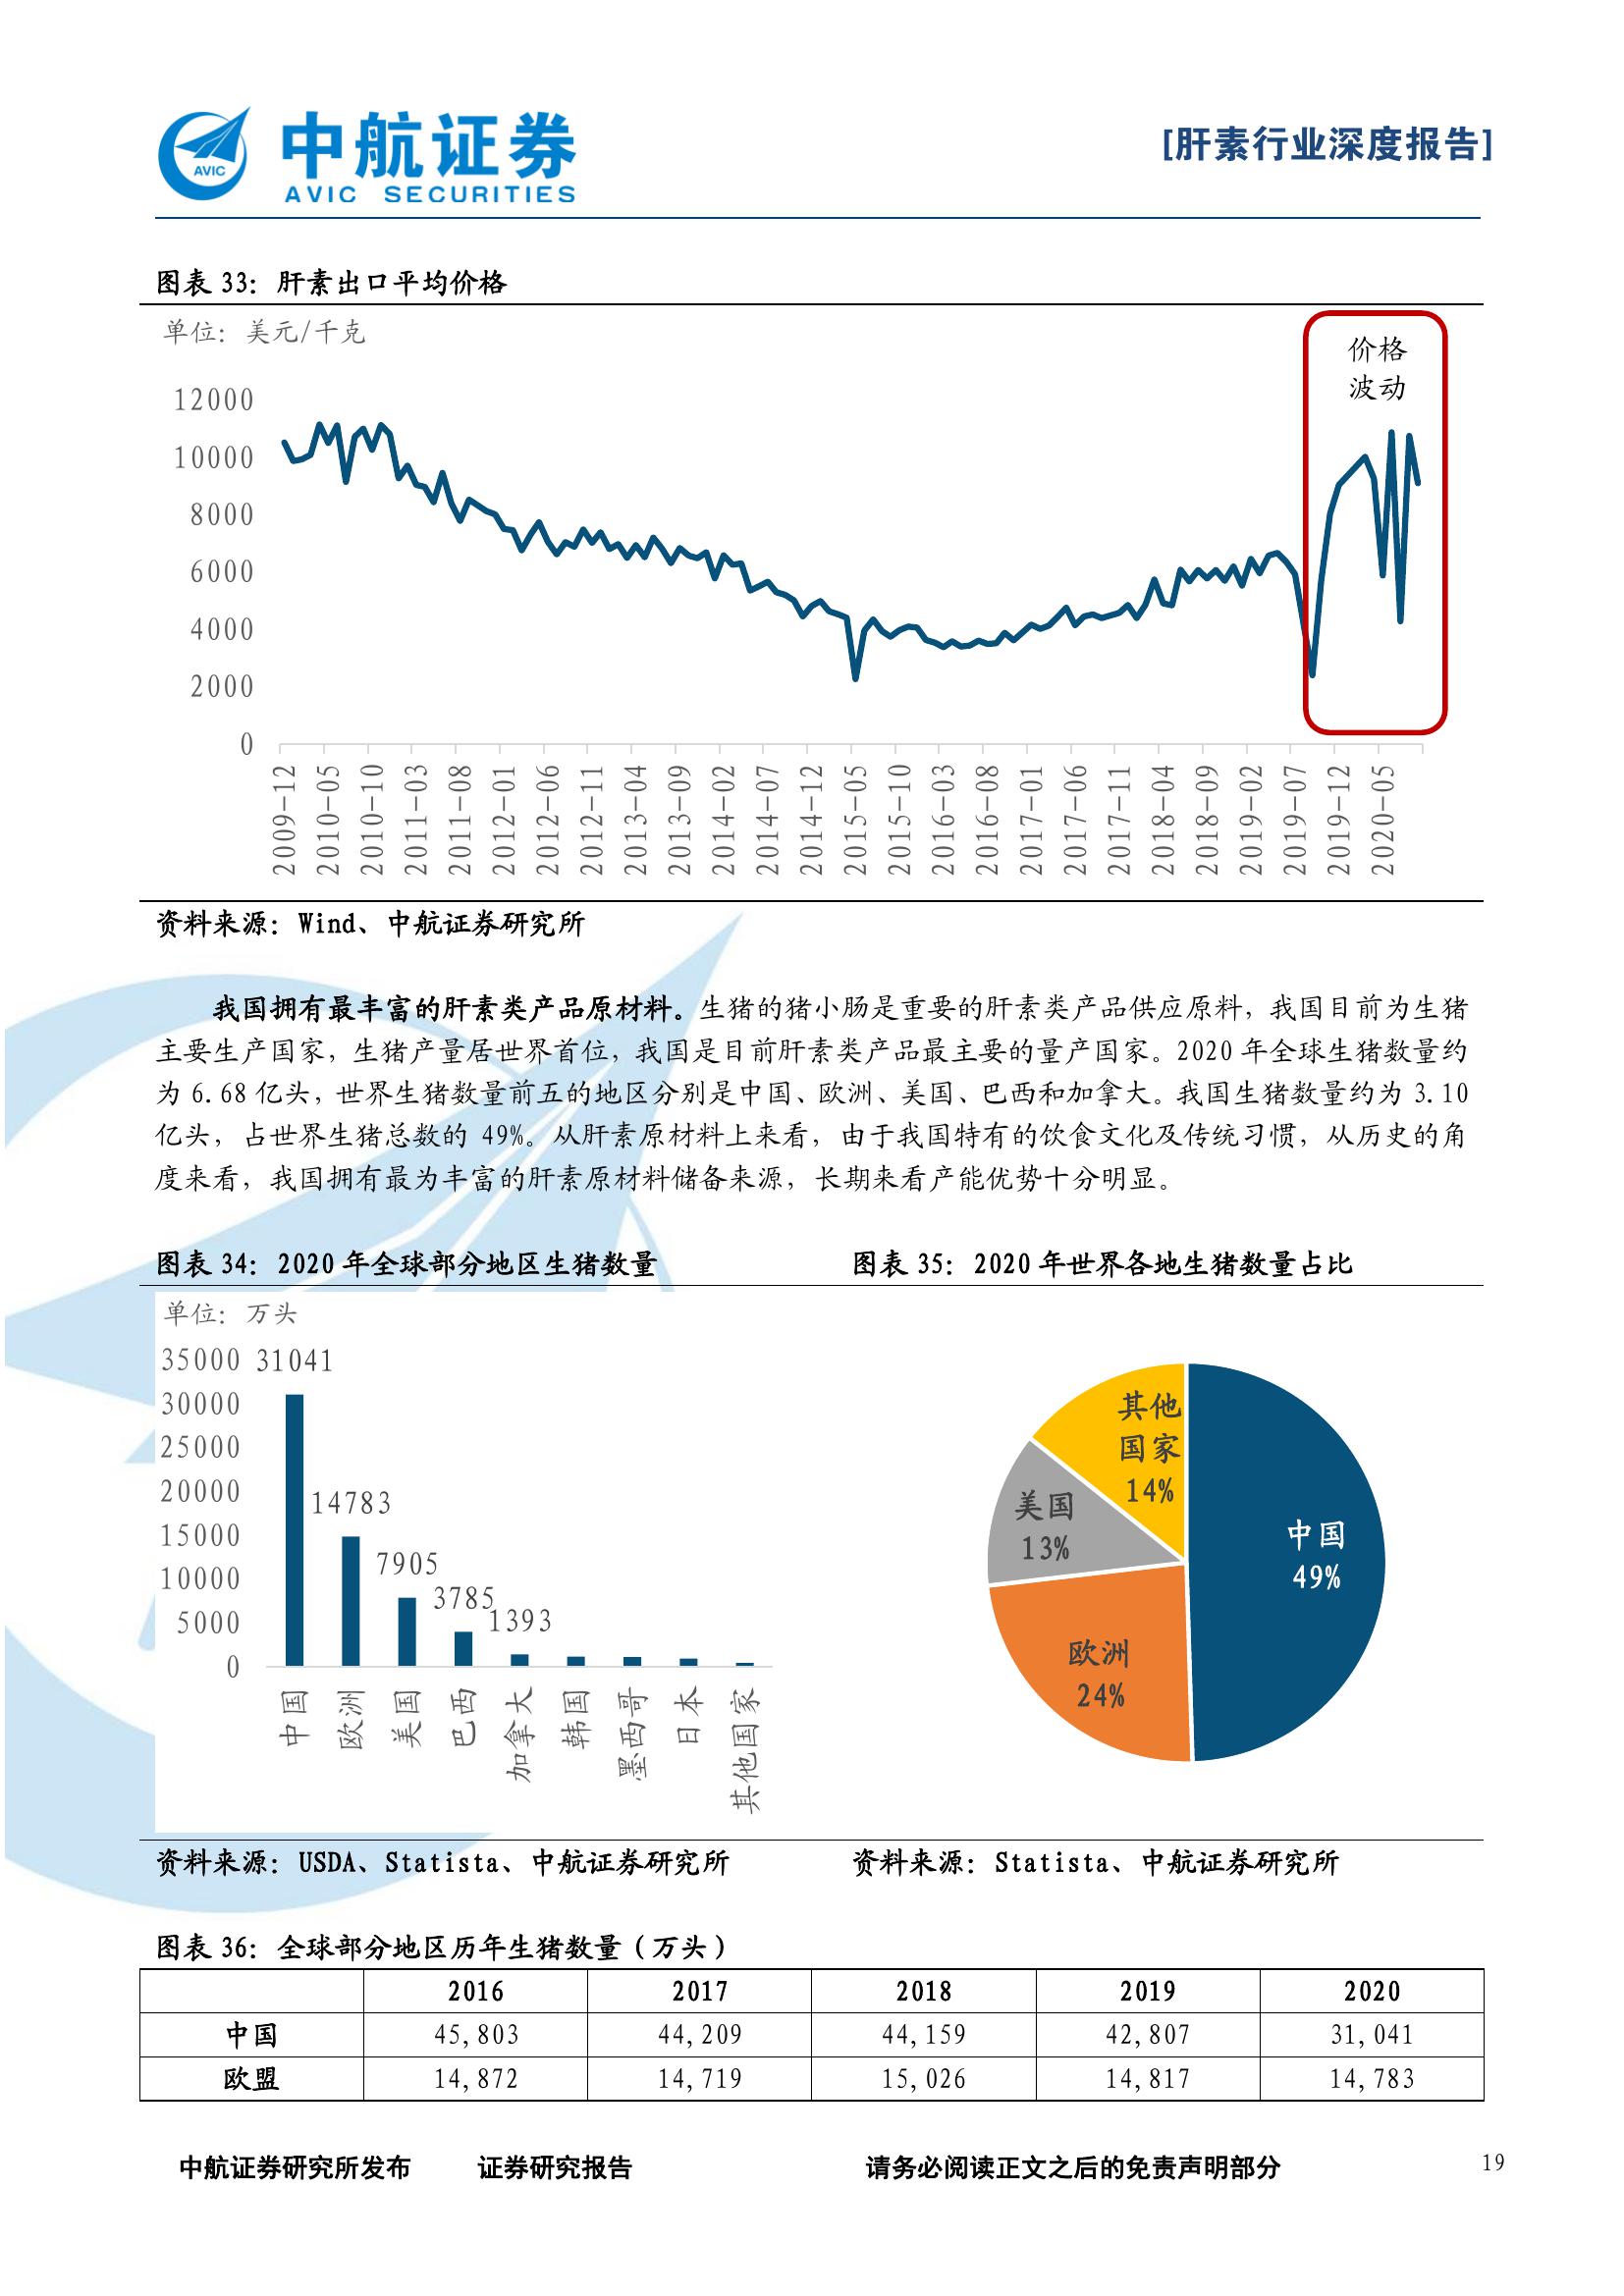 AVIC
中航证券
AVIC SECURITIES
[肝素行业深度报告]
图表 33：肝素出口平均价格
单位：美元/千克
价格
波动
12000
10000
8000
6000
4000
2000
0
2009-12
2010-05
2010-10
2011-03
2011-08
2012-01
2012-06
2012-11
2013-04
2013-09
2014-02
2014-07
2014-12
2015-05
2015-10
2016-03
2016-08
2017-01
2017-06
2017-11
2018-04
2018-09
2019-02
2019-07
2019-12
2020-05
资料来源：Wind、中航证券研究所
我国拥有最丰富的肝素类产品原材料。生猪的猪小肠是重要的肝素类产品供应原料，我国目前为生猪
主要生产国家，生猪产量居世界首位，我国是目前肝素类产品最主要的量产国家。2020 年全球生猪数量约
为 6.68 亿头，世界生猪数量前五的地区分别是中国、欧洲、美国、巴西和加拿大。我国生猪数量约为 3.10
亿头，占世界生猪总数的 49%。从肝素原材料上来看，由于我国特有的饮食文化及传统习惯，从历史的角
度来看，我国拥有最为丰富的肝素原材料储备来源，长期来看产能优势十分明显。
图表 34：2020 年全球部分地区生猪数量
单位：万头
35000
30000
25000
20000
15000
10000
5000
0
31041
14783
7905
3785
1393
中国
欧洲
美国
巴西
加拿大
韩国
墨西哥
日本
其他国家
资料来源：USDA、Statista、中航证券研究所
图表 35：2020 年世界各地生猪数量占比
其他
国家
14%
美国
13%
中国
49%
欧洲
24%
资料来源：Statista、中航证券研究所
图表 36：全球部分地区历年生猪数量（万头）
2016 2017 2018 2019 2020
中国 45,803 44,209 44,159 42,807 31,041
欧盟 14,872 14,719 15,026 14,817 14,783
中航证券研究所发布 证券研究报告 请务必阅读正文之后的免责声明部分 19